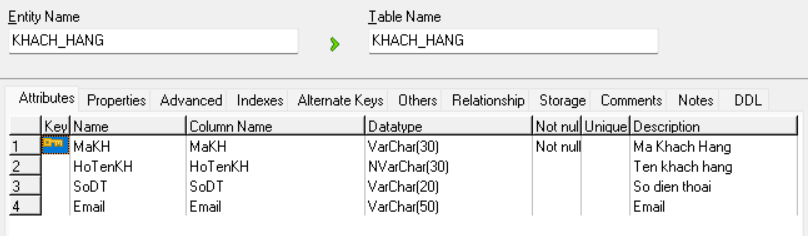 Entity Name Table Name
KHACH_HANG KHACH_HANG
Attributes Properties Advanced Indexes Alternate Keys Others Relationship Storage Comments Notes DDL
Key Name Column Name Datatype Not nul Unique Description
1 MaKH MaKH VarChar(30) Not null Ma Khach Hang
2 HoTenKH HoTenKH NVarChar(30) Ten khach hang
3 SoDT SoDT VarChar(20) So dien thoai
4 Email Email VarChar(50) Email